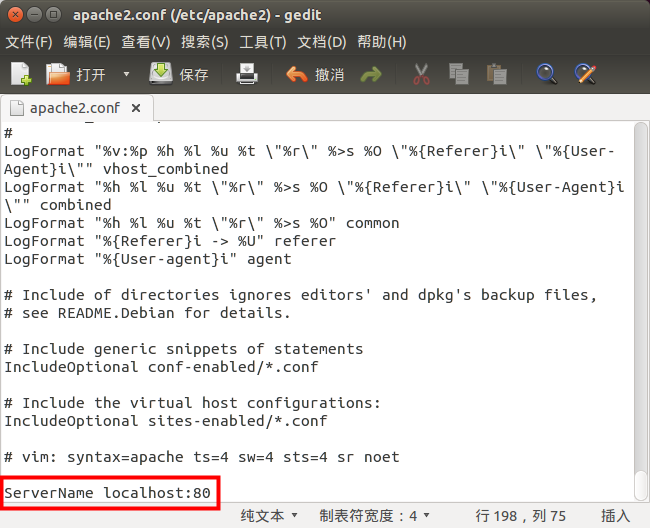 apache2.conf (/etc/apache2) - gedit
文件(F) 编辑(E) 查看(V) 搜索(S) 工具(T) 文档(D) 帮助(H)
打开 保存 撤消
apache2.conf
#
LogFormat "%v:%p %h %l %u %t \"%r\" %>s %O \"%{Referer}i\" \"%{User-
Agent}i\"" vhost_combined
LogFormat "%h %l %u %t \"%r\" %>s %O \"%{Referer}i\" \"%{User-Agent}i
\"" combined
LogFormat "%h %l %u %t \"%r\" %>s %O" common
LogFormat "%{Referer}i -> %U" referer
LogFormat "%{User-agent}i" agent
# Include of directories ignores editors' and dpkg's backup files,
# see README.Debian for details.
# Include generic snippets of statements
IncludeOptional conf-enabled/*.conf
# Include the virtual host configurations:
IncludeOptional sites-enabled/*.conf
# vim: syntax=apache ts=4 sw=4 sts=4 sr noet
ServerName localhost:80
纯文本 制表符宽度：4 行 198，列 75 插入